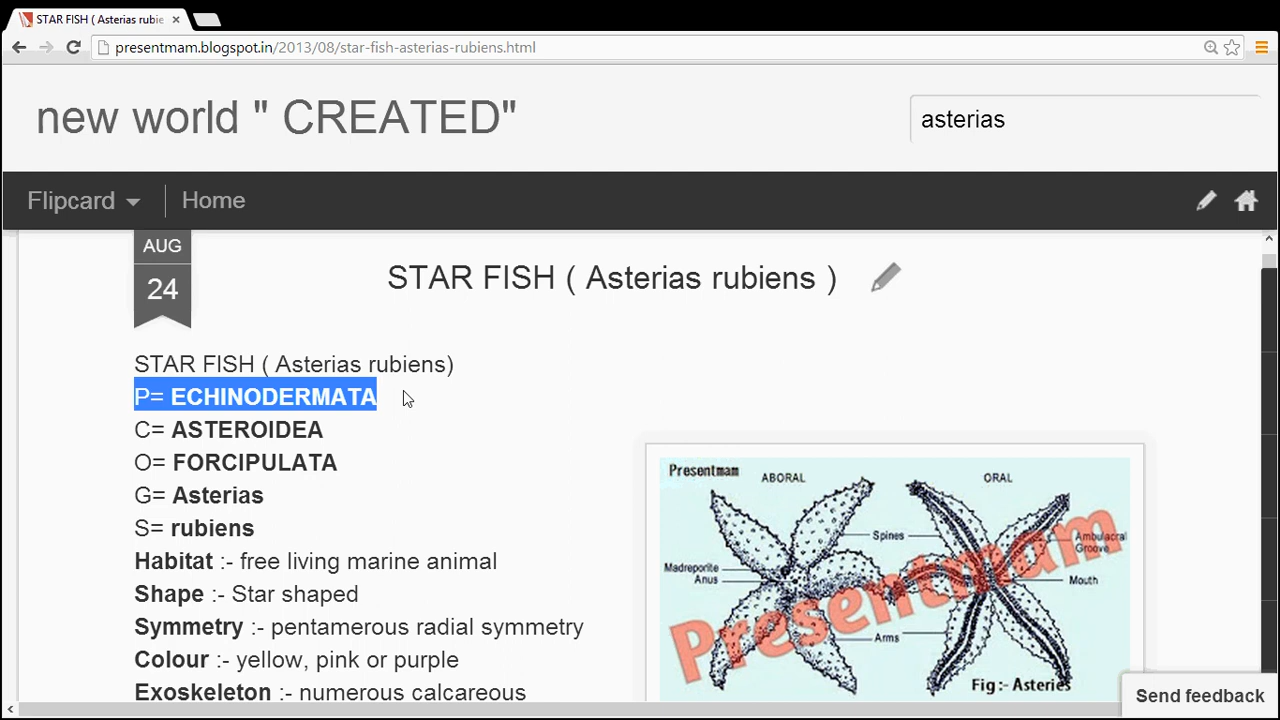 STAR FISH ( Asterias rubie
presentmam.blogspot.in/2013/08/star-fish-asterias-rubiens.html
new world " CREATED"
asterias
Flipcard
Home
AUG
24
STAR FISH ( Asterias rubiens )
STAR FISH ( Asterias rubiens)
P= ECHINODERMATA
C= ASTEROIDEA
O= FORCIPULATA
G= Asterias
S= rubiens
Habitat :- free living marine animal
Shape :- Star shaped
Symmetry :- pentamerous radial symmetry
Colour :- yellow, pink or purple
Exoskeleton :- numerous calcareous
Presentmam
ABORAL
ORAL
Spines
Ambulacral
Groove
Madreporite
Anus
Mouth
Presentmam
Arms
Fig:- Asteries
Send feedback